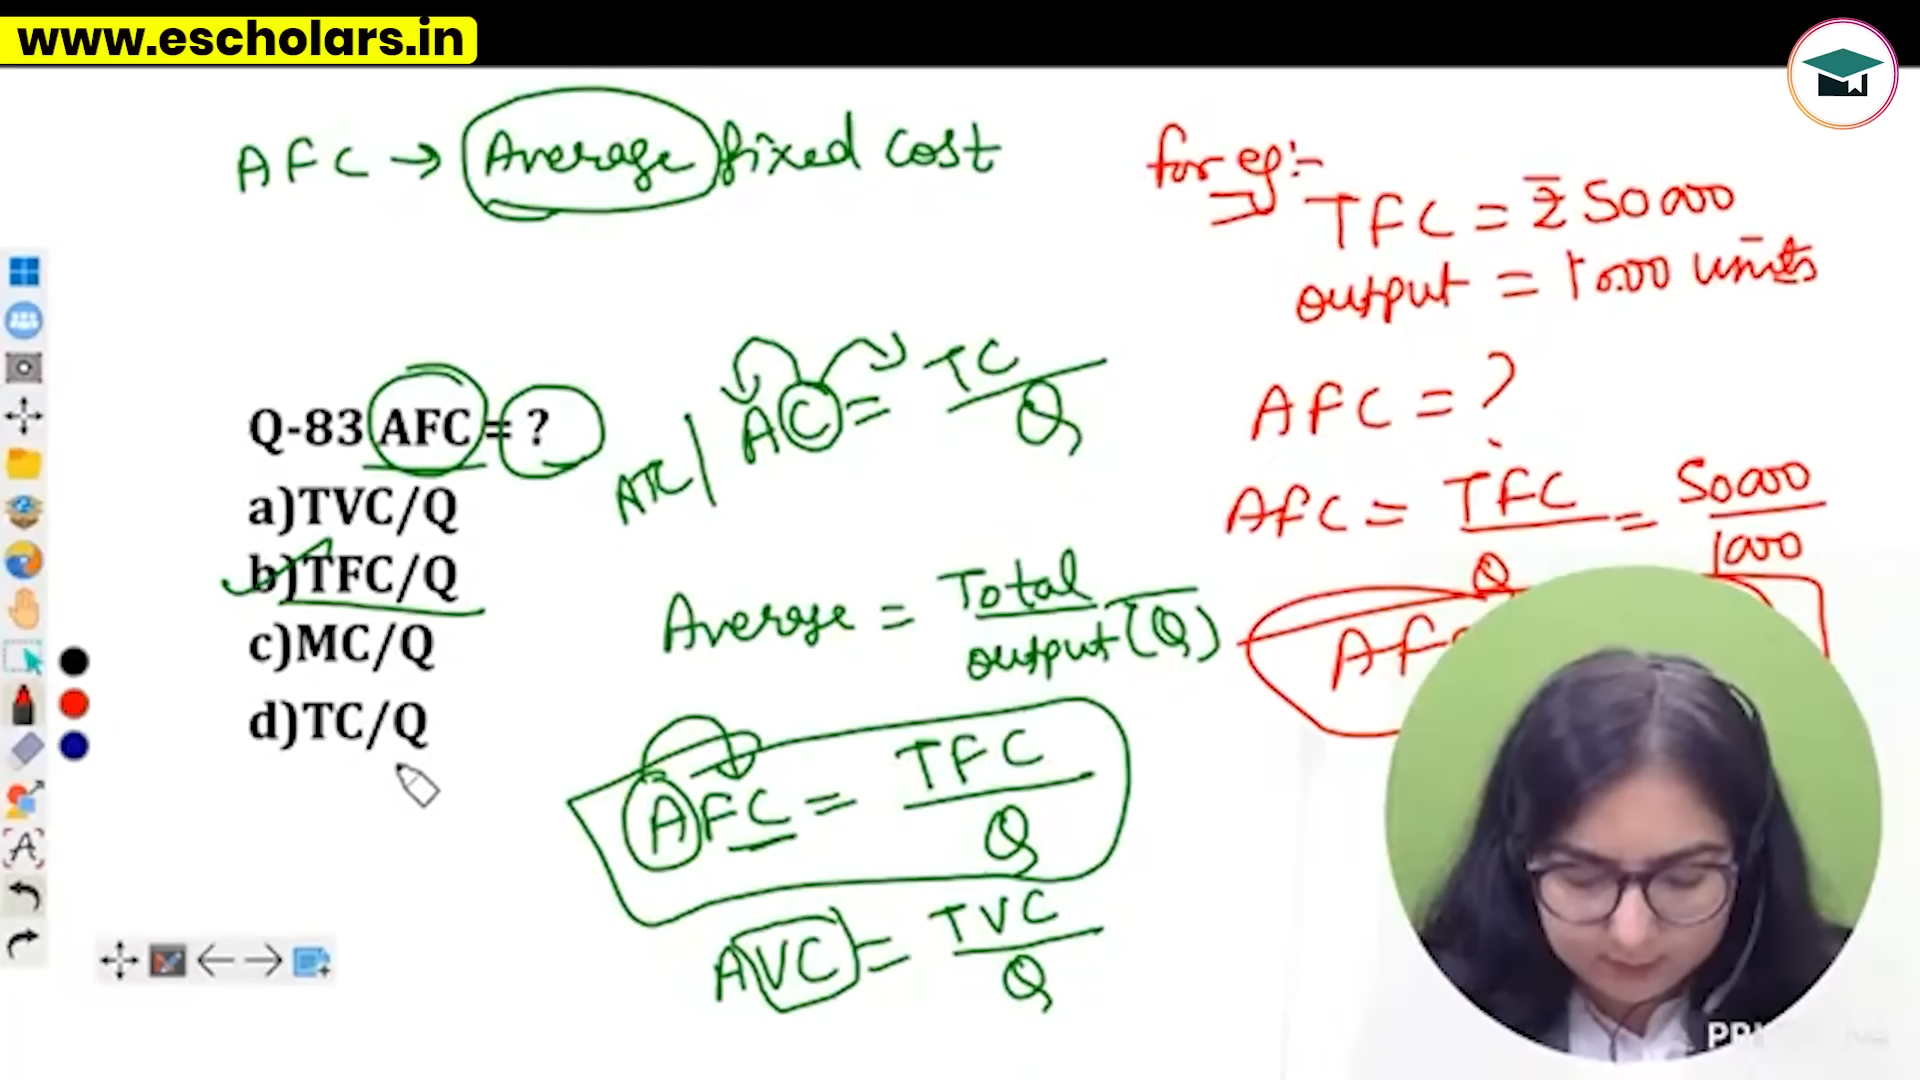 www.escholars.in
AFC → Average fixed cost
for eg:-
TFC = ₹ 50000
output = 1000 units
AFC = ?
Q-83 AFC = ?
ATC / AC = TC / Q
a)TVC/Q
b)TFC/Q
c)MC/Q
d)TC/Q
AFC = TFC / Q = 50000 / 1000
Average = Total / output (Q)
AFC = TFC / Q
AVC = TVC / Q